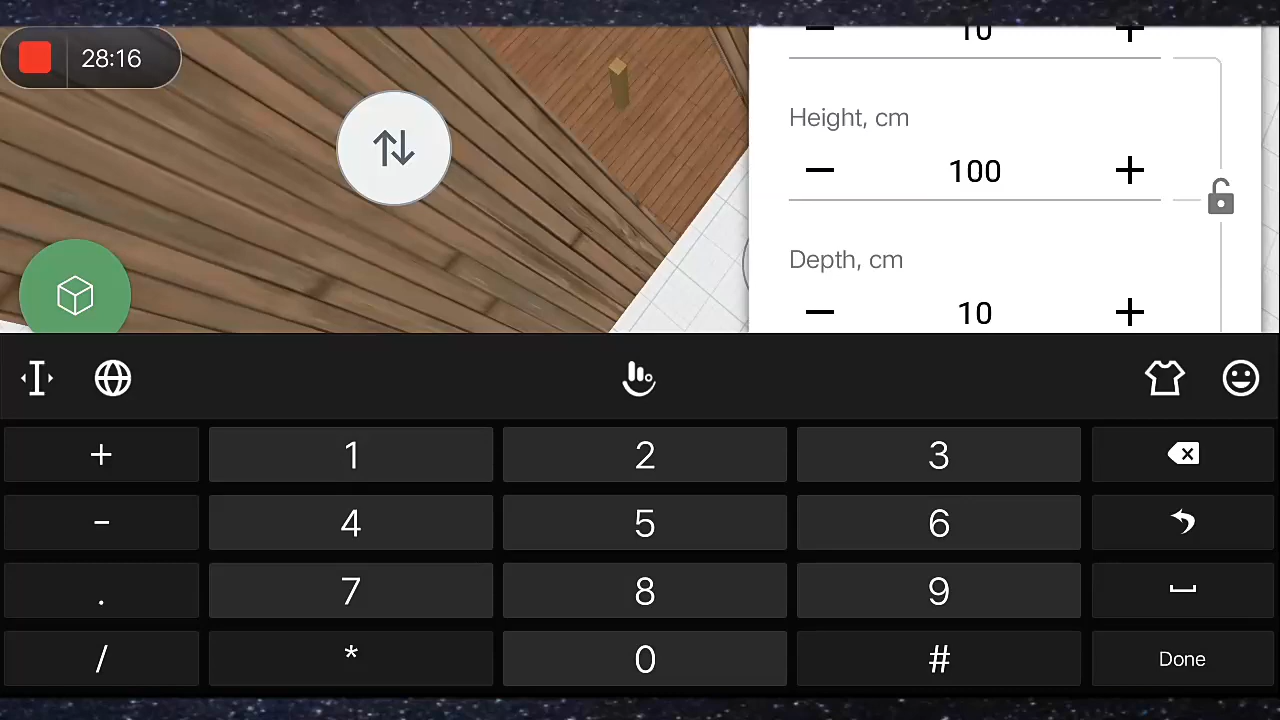 28:16
10
Height, cm
− 100 +
Depth, cm
− 10 +
+ 1 2 3
- 4 5 6
. 7 8 9
/ * 0 # Done